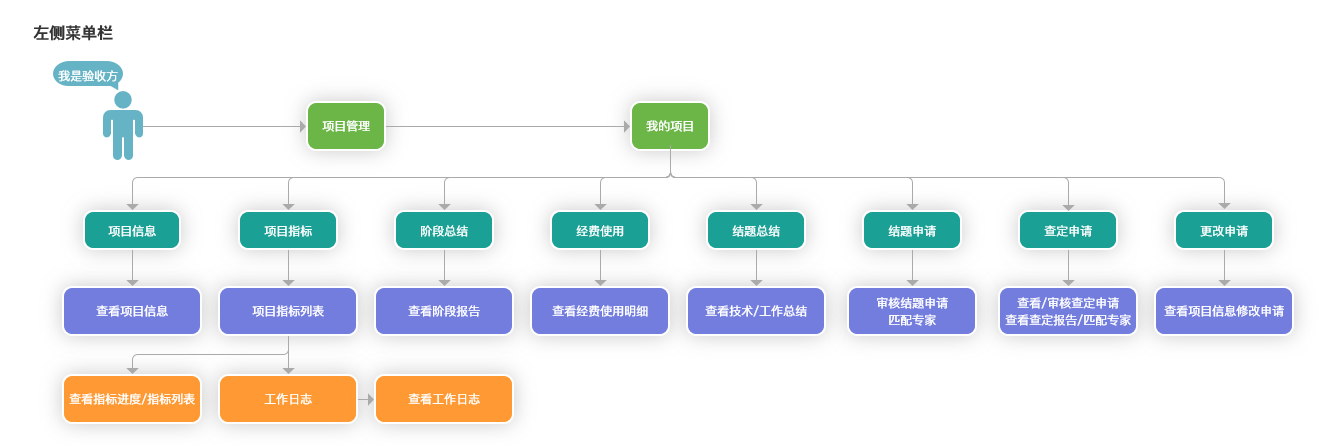 左侧菜单栏
我是验收方
项目管理
我的项目
项目信息
项目指标
阶段总结
经费使用
结题总结
结题申请
查定申请
更改申请
查看项目信息
项目指标列表
查看阶段报告
查看经费使用明细
查看技术/工作总结
审核结题申请
匹配专家
查看/审核查定申请
查看查定报告/匹配专家
查看项目信息修改申请
查看指标进度/指标列表
工作日志
查看工作日志